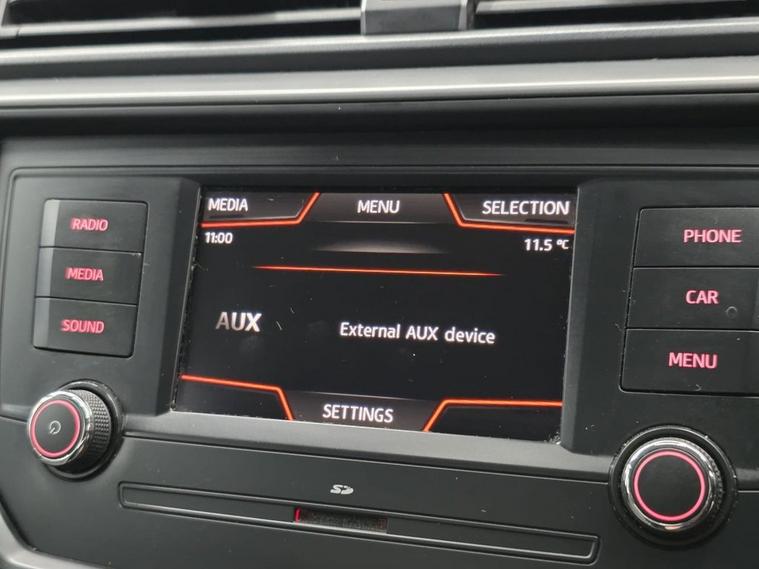 MEDIA MENU SELECTION
11:00 11.5 °C
AUX External AUX device
SETTINGS
RADIO
MEDIA
SOUND
PHONE
CAR
MENU
SD